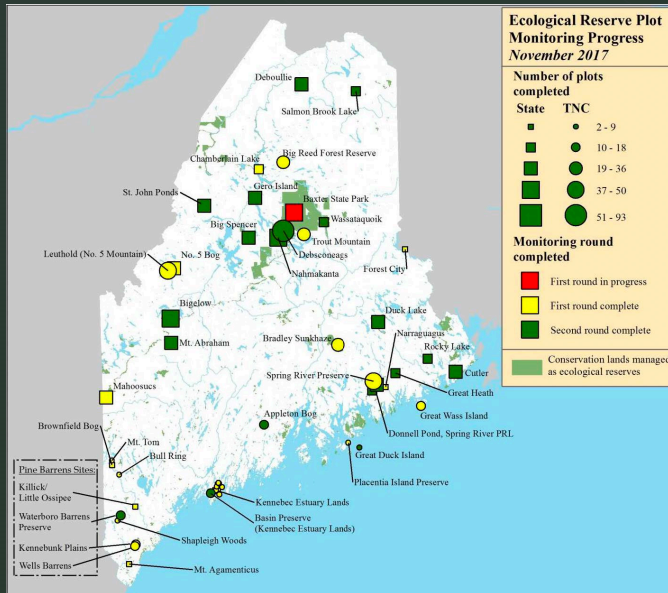 Ecological Reserve Plot
Monitoring Progress
November 2017
Number of plots
completed
State TNC
2 - 9
10 - 18
19 - 36
37 - 50
51 - 93
Monitoring round
completed
First round in progress
First round complete
Second round complete
Conservation lands managed
as ecological reserves
Deboullie
Salmon Brook Lake
Big Reed Forest Reserve
Chamberlain Lake
Gero Island
St. John Ponds
Baxter State Park
Wassataquoik
Big Spencer
Trout Mountain
Debsconeags
Leuthold (No. 5 Mountain)
No. 5 Bog
Nahmakanta
Forest City
Bigelow
Duck Lake
Narraguagus
Mt. Abraham
Bradley Sunkhaze
Rocky Lake
Spring River Preserve
Cutler
Great Heath
Mahoosucs
Great Wass Island
Appleton Bog
Donnell Pond, Spring River PRL
Brownfield Bog
Mt. Tom
Great Duck Island
Bull Ring
Pine Barrens Sites:
Placentia Island Preserve
Killick/
Little Ossipee
Kennebec Estuary Lands
Waterboro Barrens
Preserve
Basin Preserve
(Kennebec Estuary Lands)
Shapleigh Woods
Kennebunk Plains
Wells Barrens
Mt. Agamenticus